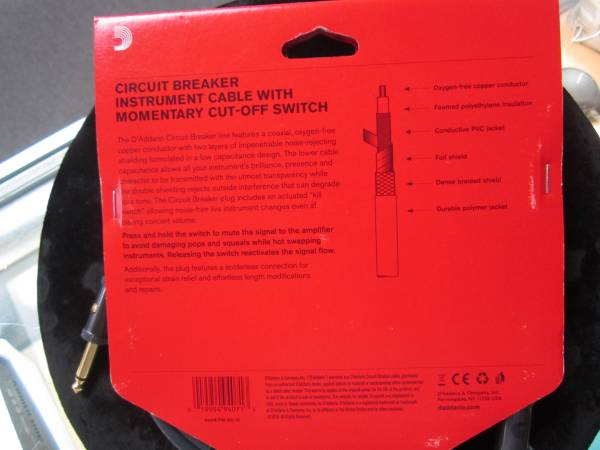 CIRCUIT BREAKER
INSTRUMENT CABLE WITH
MOMENTARY CUT-OFF SWITCH
The D'Addario Circuit Breaker line features a coaxial, oxygen-free
copper conductor with two layers of impenetrable noise-rejecting
shielding formulated in a low capacitance design. The lower cable
capacitance allows all your instrument's brilliance, presence and
character to be transmitted with the utmost transparency while
the double shielding rejects outside interference that can degrade
your tone. The Circuit Breaker plug includes an actuated "kill
switch" allowing noise-free live instrument changes even at
blaring concert volume.
Press and hold the switch to mute the signal to the amplifier
to avoid damaging pops and squeals while hot swapping
instruments. Releasing the switch reactivates the signal flow.
Additionally, the plug features a solderless connection for
exceptional strain relief and effortless length modifications
and repairs.
Oxygen-free copper conductor
Foamed polyethylene insulation
Conductive PVC jacket
Foil shield
Dense braided shield
Durable polymer jacket
D'Addario & Company, Inc.
Farmingdale, NY 11735 USA
daddario.com